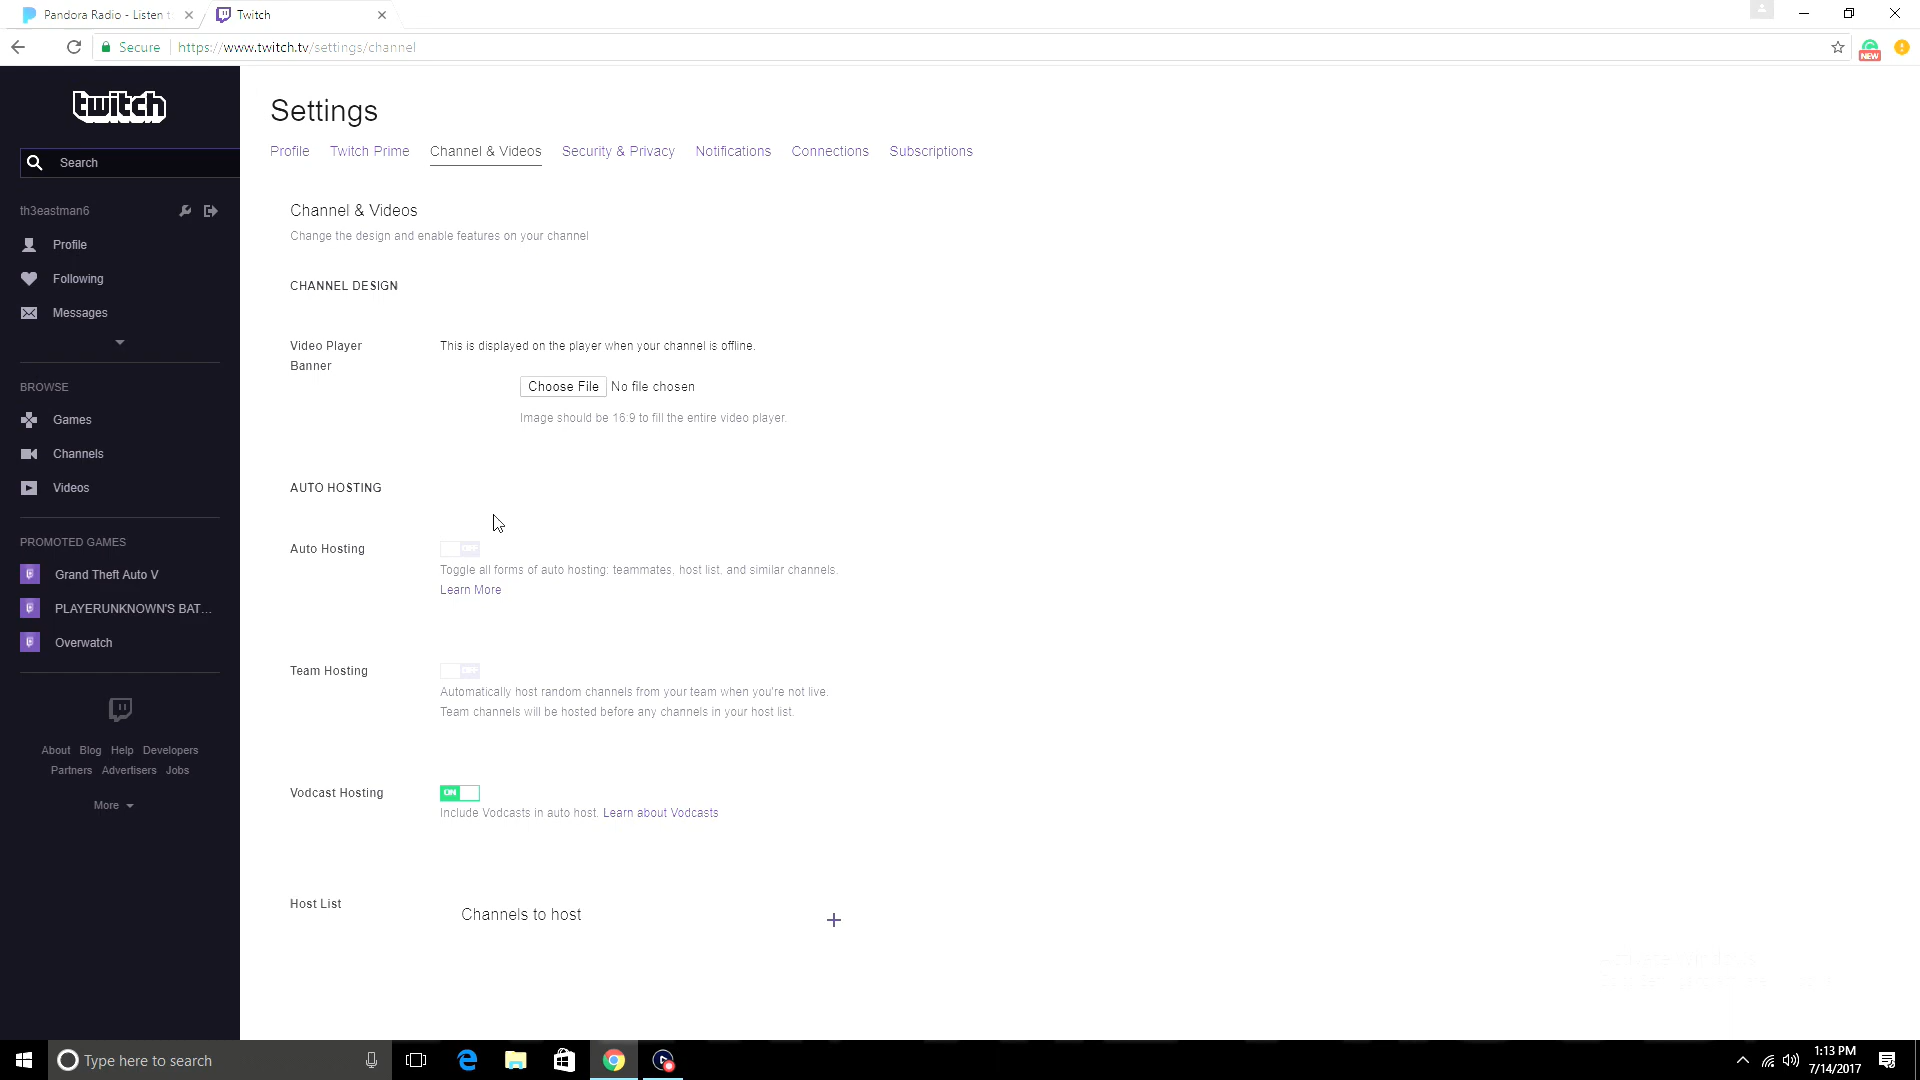 Pandora Radio - Listen t
Twitch
Secure
https://www.twitch.tv/settings/channel
NEW
twitch
Search
th3eastman6
Profile
Following
Messages
BROWSE
Games
Channels
Videos
PROMOTED GAMES
Grand Theft Auto V
PLAYERUNKNOWN'S BAT...
Overwatch
About Blog Help Developers
Partners Advertisers Jobs
More
Settings
Profile Twitch Prime Channel & Videos Security & Privacy Notifications Connections Subscriptions
Channel & Videos
Change the design and enable features on your channel
CHANNEL DESIGN
Video Player
Banner
This is displayed on the player when your channel is offline.
Choose File No file chosen
Image should be 16:9 to fill the entire video player.
AUTO HOSTING
Auto Hosting
OFF
Toggle all forms of auto hosting: teammates, host list, and similar channels.
Learn More
Team Hosting
OFF
Automatically host random channels from your team when you're not live.
Team channels will be hosted before any channels in your host list.
Vodcast Hosting
ON
Include Vodcasts in auto host. Learn about Vodcasts
Host List
Channels to host
Type here to search
1:13 PM
7/14/2017